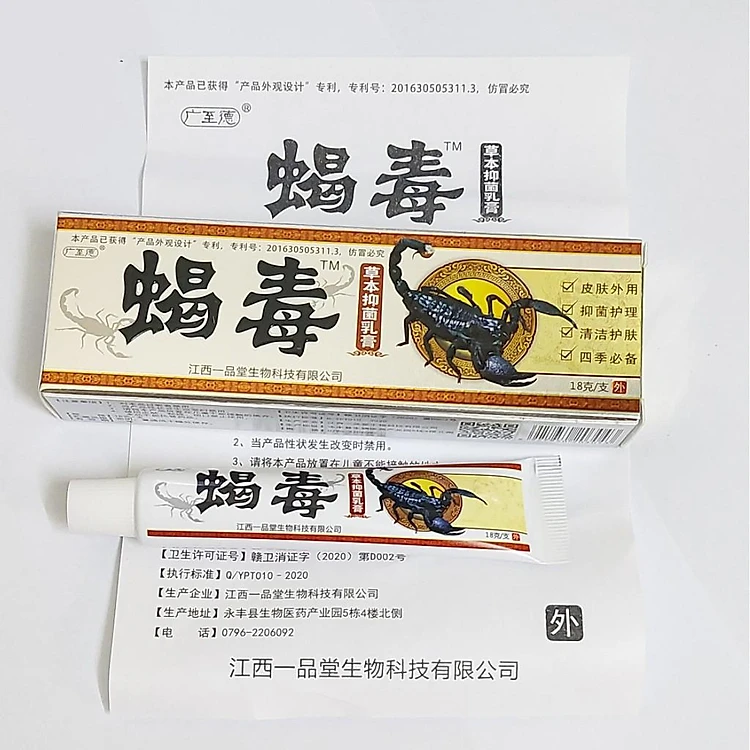 本产品已获得“产品外观设计”专利，专利号：201630505311.3，仿冒必究
广至德®
蝎毒™
草本抑菌乳膏
本产品已获得“产品外观设计”专利，专利号：201630505311.3，仿冒必究
广至德®
蝎毒™
草本抑菌乳膏
☑皮肤外用
☑抑菌护理
☑清洁护肤
☑四季必备
江西一品堂生物科技有限公司
18克/支 外
2、当产品性状发生改变时禁用。
3、请将本产品放置在儿童不能接触的
蝎毒
草本抑菌乳膏
江西一品堂生物科技有限公司
18克/支 外
【卫生许可证号】赣卫消证字（2020）第D002号
【执行标准】Q/YPT010－2020
【生产企业】江西一品堂生物科技有限公司
【生产地址】永丰县生物医药产业园5栋4楼北侧
【电 话】0796-2206092
外
江西一品堂生物科技有限公司